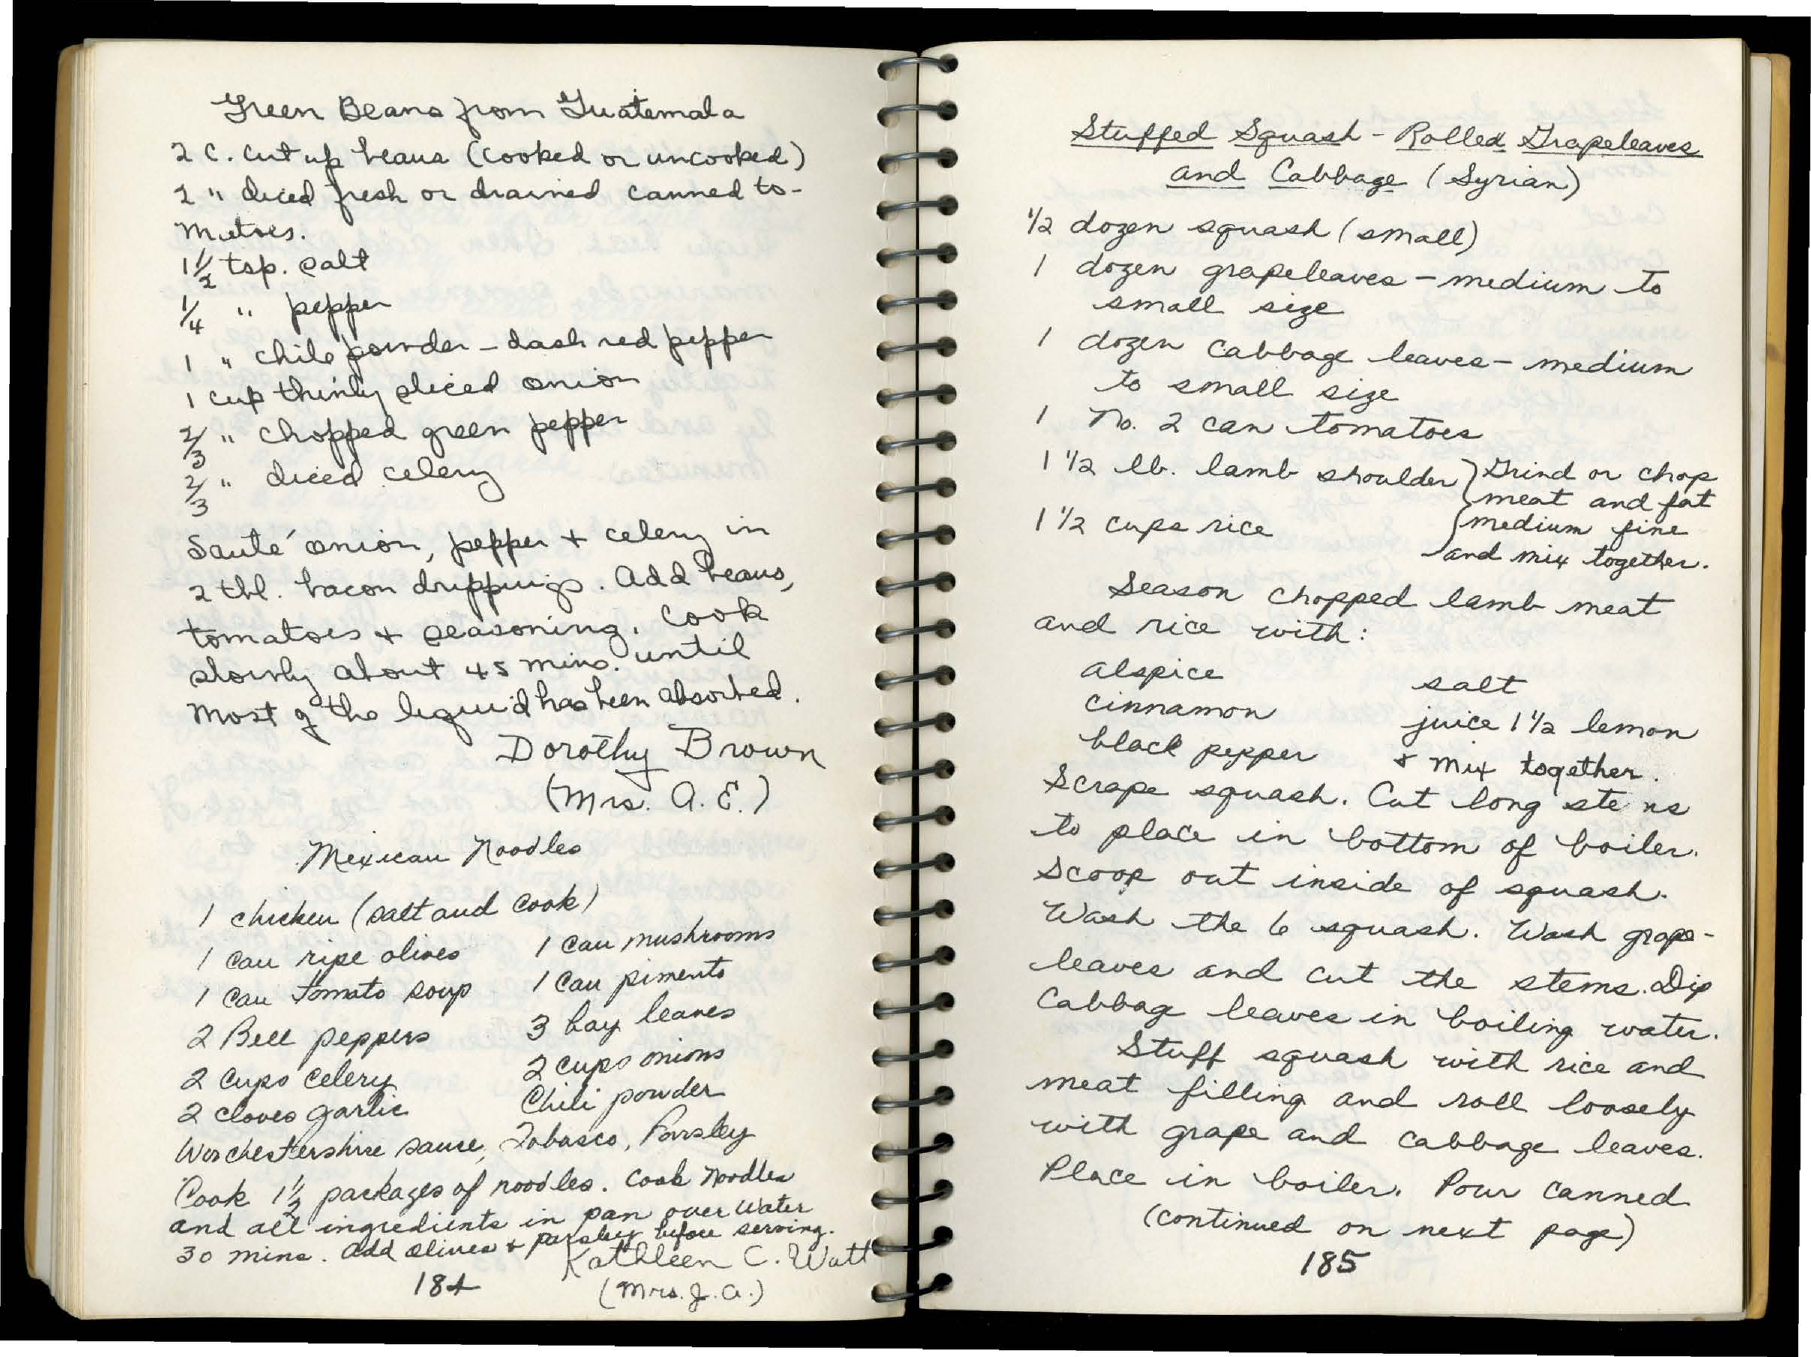 Green Beans from Guatemala
2 C. cut up beans (cooked or uncooked)
2 " diced fresh or drained canned to-
matoes.
1 1/2 tsp. salt
1/4 " pepper
1 " chile powder - dash red pepper
1 cup thinly sliced onion
2/3 " chopped green pepper
2/3 " diced celery
Sauté onion, pepper + celery in
2 tbl. bacon drippings. Add beans,
tomatoes + seasoning. Cook
slowly about 45 mins. until
most of the liquid has been absorbed.
Dorothy Brown
(Mrs. A. E.)
Mexican Noodles
1 chicken (salt and cook)
1 can ripe olives 1 can mushrooms
1 can tomato soup 1 can pimento
2 Bell peppers 3 bay leaves
2 cups celery 2 cups onions
2 cloves garlic Chili powder
Worchestershire sauce, Tobasco, Parsley
Cook 1 1/2 packages of noodles. Cook Noodles
and all ingredients in pan over water
30 mins. Add olives + parsley before serving.
Kathleen C. Watt
184 (Mrs. J. A.)
Stuffed Squash - Rolled Grapeleaves
and Cabbage (Syrian)
1/2 dozen squash (small)
1 dozen grapeleaves - medium to
small size
1 dozen cabbage leaves - medium
to small size
1 No. 2 can tomatoes
1 1/2 lb. lamb shoulder } Grind or chop
meat and fat
1 1/2 cups rice medium fine
and mix together.
Season chopped lamb meat
and rice with:
alspice salt
cinnamon juice 1 1/2 lemon
black pepper + mix together.
Scrape squash. Cut long stems
to place in bottom of boiler.
Scoop out inside of squash.
Wash the 6 squash. Wash grape-
leaves and cut the stems. Dip
cabbage leaves in boiling water.
Stuff squash with rice and
meat filling and roll loosely
with grape and cabbage leaves.
Place in boiler. Pour canned
(continued on next page)
185